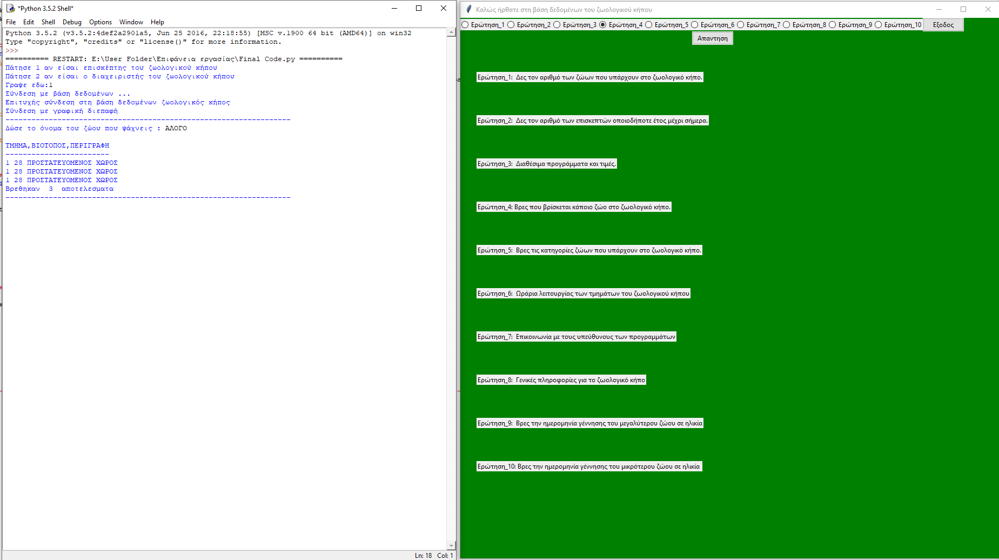 *Python 3.5.2 Shell*
File Edit Shell Debug Options Window Help
Python 3.5.2 (v3.5.2:4def2a2901a5, Jun 25 2016, 22:18:55) [MSC v.1900 64 bit (AMD64)] on win32
Type "copyright", "credits" or "license()" for more information.
>>>
========== RESTART: E:\User Folder\Επιφάνεια εργασίας\Final Code.py ==========
Πάτησε 1 αν είσαι επισκέπτης του ζωολογικού κήπου
Πάτησε 2 αν είσαι ο διαχειριστής του ζωολογικού κήπου
Γραψε εδω:1
Σύνδεση με βάση δεδομένων ...
Επιτυχής σύνδεση στη βάση δεδομένων ζωολογικός κήπος
Σύνδεση με γραφική διεπαφή
------------------------------------------------------------------
Δώσε το όνομα του ζώου που ψάχνεις : ΑΛΟΓΟ
ΤΜΗΜΑ,ΒΙΟΤΟΠΟΣ,ΠΕΡΙΓΡΑΦΗ
------------------------
1 28 ΠΡΟΣΤΑΤΕΥΟΜΕΝΟΣ ΧΩΡΟΣ
1 28 ΠΡΟΣΤΑΤΕΥΟΜΕΝΟΣ ΧΩΡΟΣ
1 28 ΠΡΟΣΤΑΤΕΥΟΜΕΝΟΣ ΧΩΡΟΣ
Βρεθηκαν  3  αποτελεσματα
------------------------------------------------------------------
Ln: 18 Col: 1
Καλώς ήρθατε στη βάση δεδομένων του ζωολογικού κήπου
Ερώτηση_1 Ερώτηση_2 Ερώτηση_3 Ερώτηση_4 Ερώτηση_5 Ερώτηση_6 Ερώτηση_7 Ερώτηση_8 Ερώτηση_9 Ερώτηση_10 Εξοδος
Απαντηση
Ερώτηση_1: Δες τον αριθμό των ζώων που υπάρχουν στο ζωολογικό κήπο.
Ερώτηση_2: Δες τον αριθμό των επισκεπτών οποιοδήποτε έτος μέχρι σήμερα.
Ερώτηση_3: Διαθέσιμα προγράμματα και τιμές.
Ερώτηση_4: Βρες που βρίσκεται κάποιο ζώο στο ζωολογικό κήπο.
Ερώτηση_5: Βρες τις κατηγορίες ζώων που υπάρχουν στο ζωολογικό κήπο.
Ερώτηση_6: Ωράρια λειτουργίας των τμημάτων του ζωολογικού κήπου
Ερώτηση_7: Επικοινωνία με τους υπεύθυνους των προγραμμάτων
Ερώτηση_8: Γενικές πληροφορίες για το ζωολογικό κήπο
Ερώτηση_9: Βρες την ημερομηνία γέννησης του μεγαλύτερου ζώου σε ηλικία
Ερώτηση_10: Βρες την ημερομηνία γέννησης του μικρότερου ζώου σε ηλικία